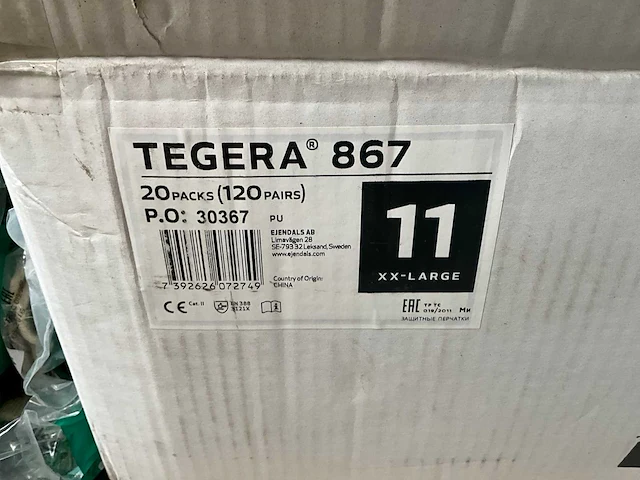 TEGERA® 867
20 PACKS (120 PAIRS)
P.O: 30367 PU
EJENDALS AB
Limavägen 28
SE-793 32 Leksand, Sweden
www.ejendals.com
7 392626 072749
Country of Origin:
CHINA
11
XX-LARGE
CE Cat. II
EN 388
3121X
EAC ТР ТС
019/2011 Ми
ЗАЩИТНЫЕ ПЕРЧАТКИ